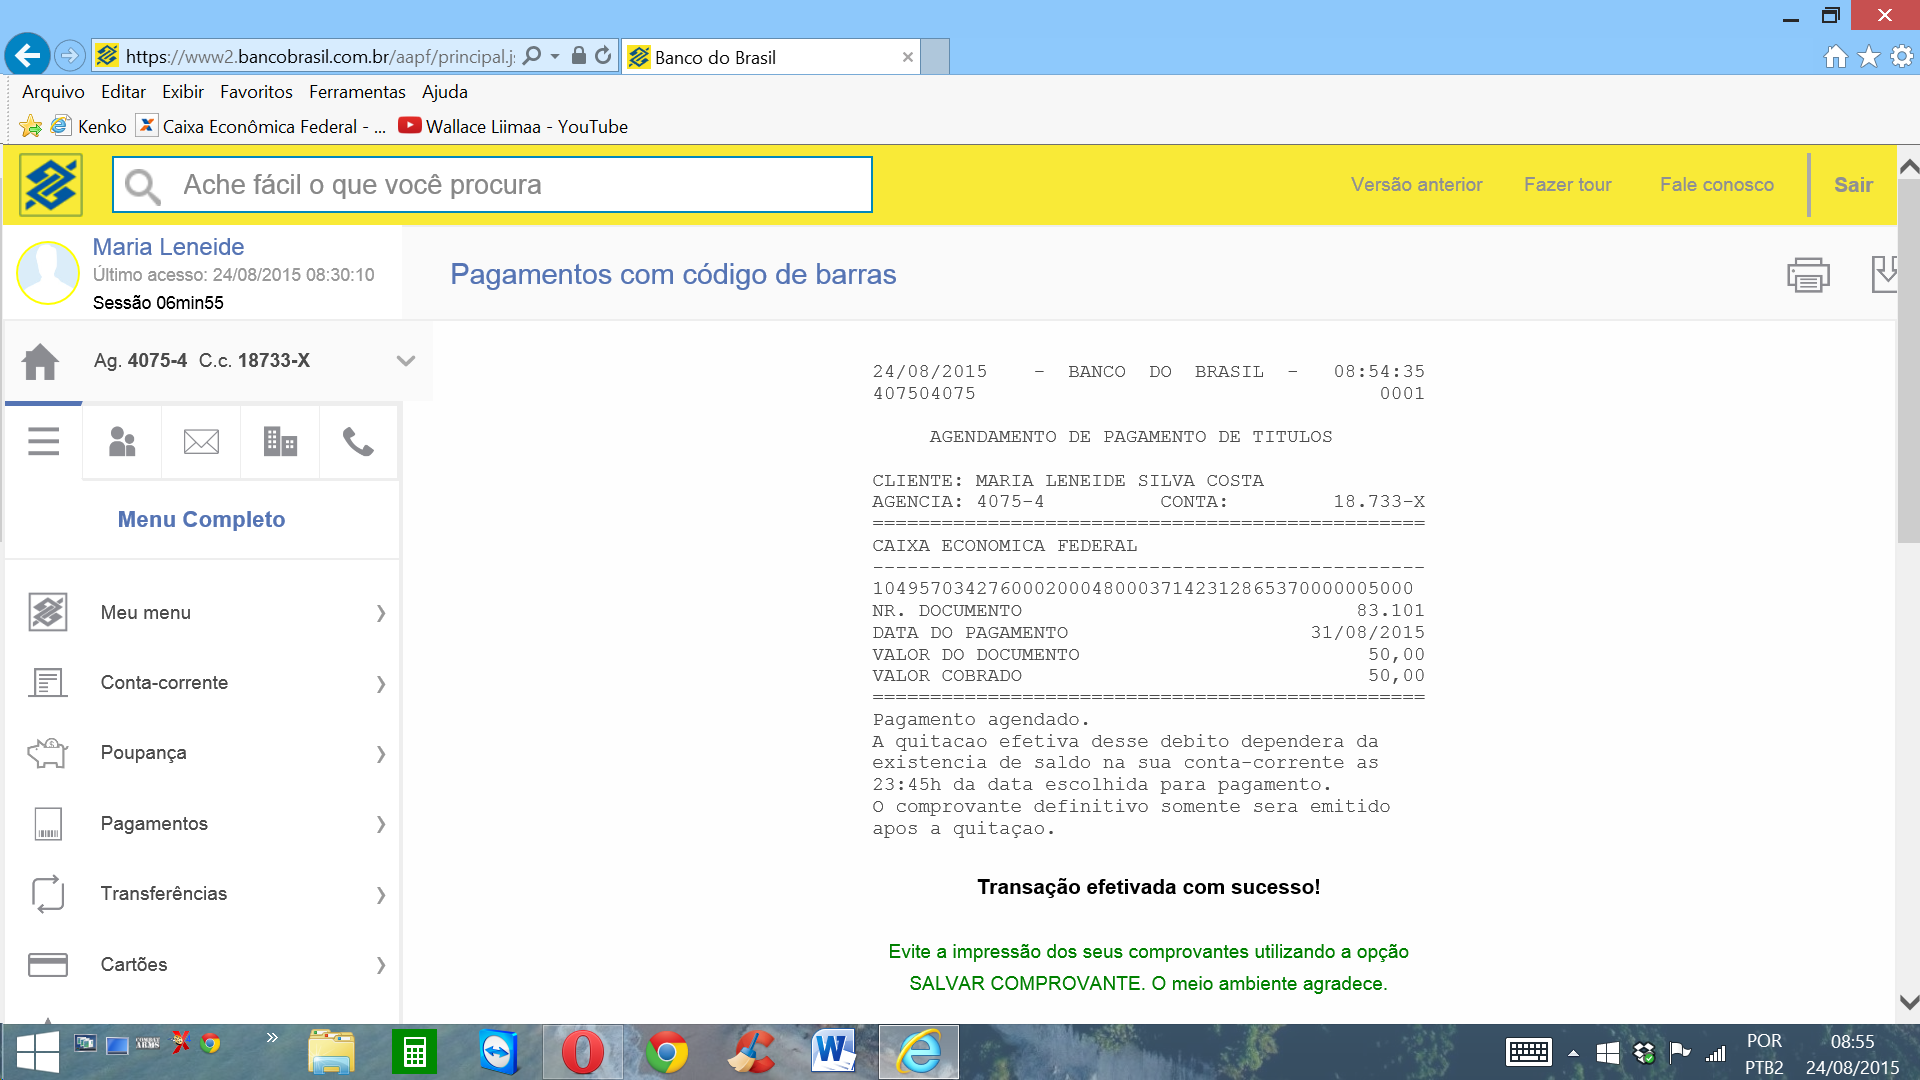 https://www2.bancobrasil.com.br/aapf/principal.j
Banco do Brasil
Arquivo Editar Exibir Favoritos Ferramentas Ajuda
Kenko Caixa Econômica Federal - ... Wallace Liimaa - YouTube
Ache fácil o que você procura
Versão anterior Fazer tour Fale conosco Sair
Maria Leneide
Último acesso: 24/08/2015 08:30:10
Sessão 06min55
Pagamentos com código de barras
Ag. 4075-4 C.c. 18733-X
Menu Completo
Meu menu
Conta-corrente
Poupança
Pagamentos
Transferências
Cartões
24/08/2015 - BANCO DO BRASIL - 08:54:35
407504075 0001
AGENDAMENTO DE PAGAMENTO DE TITULOS
CLIENTE: MARIA LENEIDE SILVA COSTA
AGENCIA: 4075-4 CONTA: 18.733-X
================================================
CAIXA ECONOMICA FEDERAL
------------------------------------------------
10495703427600020004800037142312865370000005000
NR. DOCUMENTO 83.101
DATA DO PAGAMENTO 31/08/2015
VALOR DO DOCUMENTO 50,00
VALOR COBRADO 50,00
================================================
Pagamento agendado.
A quitacao efetiva desse debito dependera da
existencia de saldo na sua conta-corrente as
23:45h da data escolhida para pagamento.
O comprovante definitivo somente sera emitido
apos a quitaçao.
Transação efetivada com sucesso!
Evite a impressão dos seus comprovantes utilizando a opção
SALVAR COMPROVANTE. O meio ambiente agradece.
COMBAT
ARMS
POR
PTB2
08:55
24/08/2015